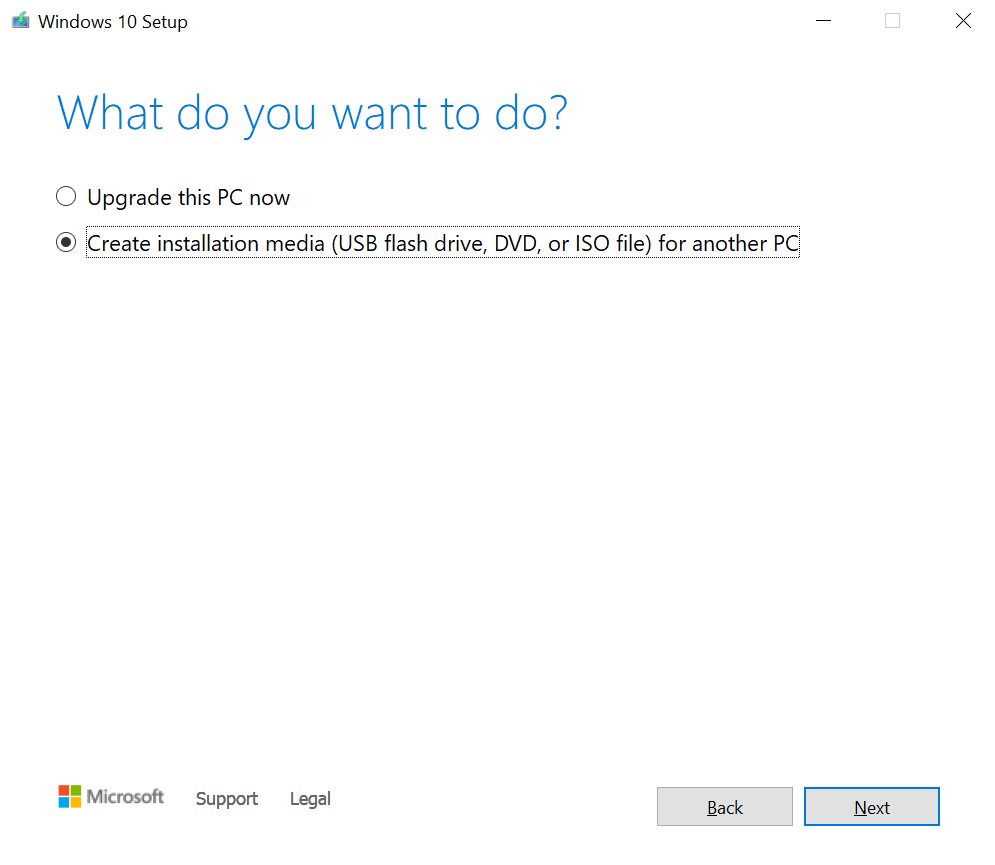 Windows 10 Setup
What do you want to do?
Upgrade this PC now
Create installation media (USB flash drive, DVD, or ISO file) for another PC
Microsoft Support Legal Back Next